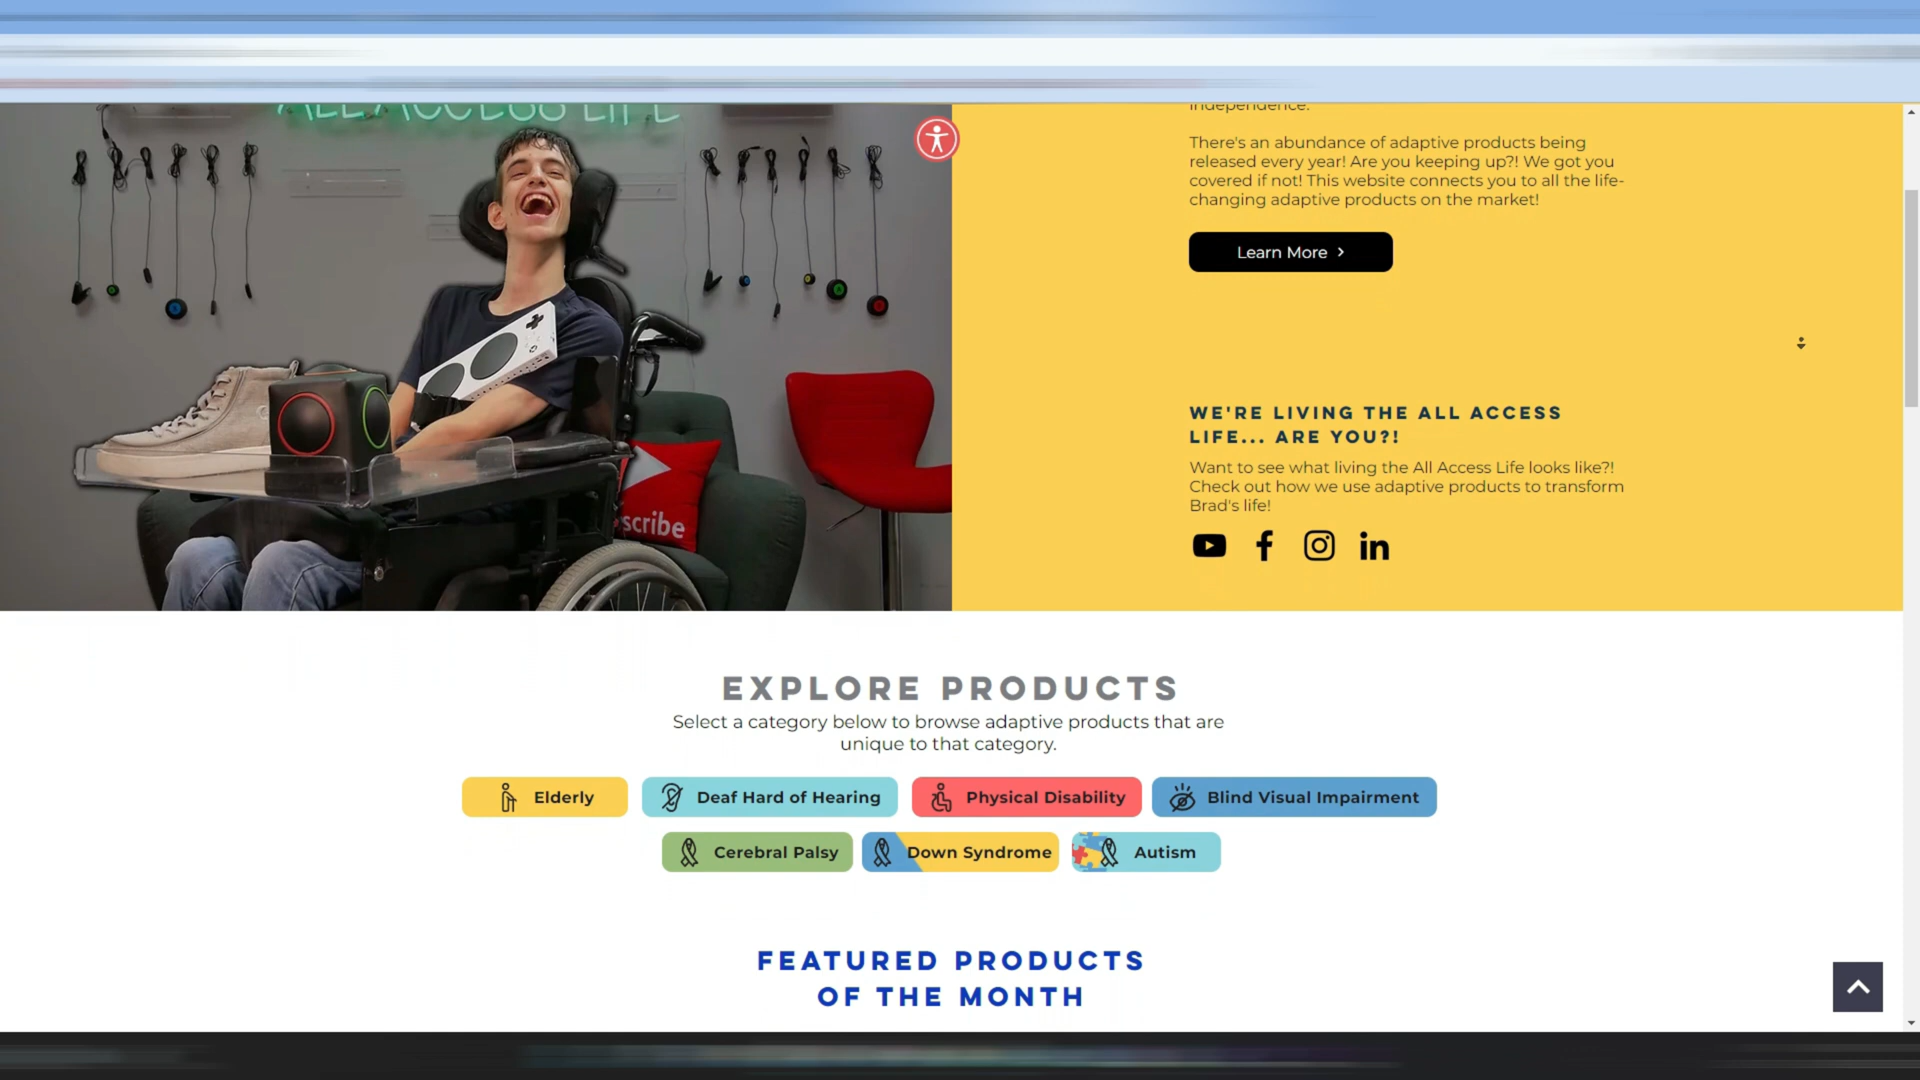 ALL ACCESS LIFE
independence.
There's an abundance of adaptive products being
released every year! Are you keeping up?! We got you
covered if not! This website connects you to all the life-
changing adaptive products on the market!
Learn More
WE'RE LIVING THE ALL ACCESS
LIFE... ARE YOU?!
Want to see what living the All Access Life looks like?!
Check out how we use adaptive products to transform
Brad's life!
scribe
EXPLORE PRODUCTS
Select a category below to browse adaptive products that are
unique to that category.
Elderly
Deaf Hard of Hearing
Physical Disability
Blind Visual Impairment
Cerebral Palsy
Down Syndrome
Autism
FEATURED PRODUCTS
OF THE MONTH